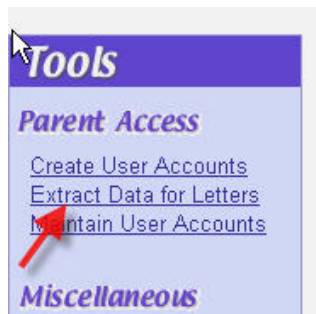 Tools
Parent Access
Create User Accounts
Extract Data for Letters
Maintain User Accounts
Miscellaneous